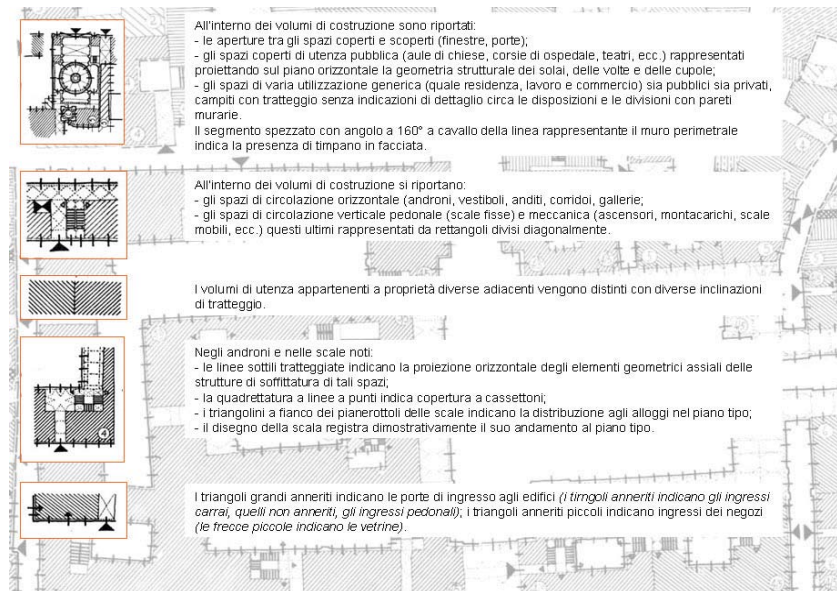 All'interno dei volumi di costruzione sono riportati:
- le aperture tra gli spazi coperti e scoperti (finestre, porte);
- gli spazi coperti di utenza pubblica (aule di chiese, corsie di ospedale, teatri, ecc.) rappresentati
proiettando sul piano orizzontale la geometria strutturale dei solai, delle volte e delle cupole;
- gli spazi di varia utilizzazione generica (quale residenza, lavoro e commercio) sia pubblici sia privati,
campiti con tratteggio senza indicazioni di dettaglio circa le disposizioni e le divisioni con pareti
murarie.
Il segmento spezzato con angolo a 160° a cavallo della linea rappresentante il muro perimetrale
indica la presenza di timpano in facciata.
All'interno dei volumi di costruzione si riportano:
- gli spazi di circolazione orizzontale (androni, vestiboli, anditi, corridoi, gallerie;
- gli spazi di circolazione verticale pedonale (scale fisse) e meccanica (ascensori, montacarichi, scale
mobili, ecc.) questi ultimi rappresentati da rettangoli divisi diagonalmente.
I volumi di utenza appartenenti a proprietà diverse adiacenti vengono distinti con diverse inclinazioni
di tratteggio.
Negli androni e nelle scale noti:
- le linee sottili tratteggiate indicano la proiezione orizzontale degli elementi geometrici assiali delle
strutture di soffittatura di tali spazi;
- la quadrettatura a linee a punti indica copertura a cassettoni;
- i triangolini a fianco dei pianerottoli delle scale indicano la distribuzione agli alloggi nel piano tipo;
- il disegno della scala registra dimostrativamente il suo andamento al piano tipo.
4
I triangoli grandi anneriti indicano le porte di ingresso agli edifici (i tirngoli anneriti indicano gli ingressi
carrai, quelli non anneriti, gli ingressi pedonali); i triangoli anneriti piccoli indicano ingressi dei negozi
(le frecce piccole indicano le vetrine).